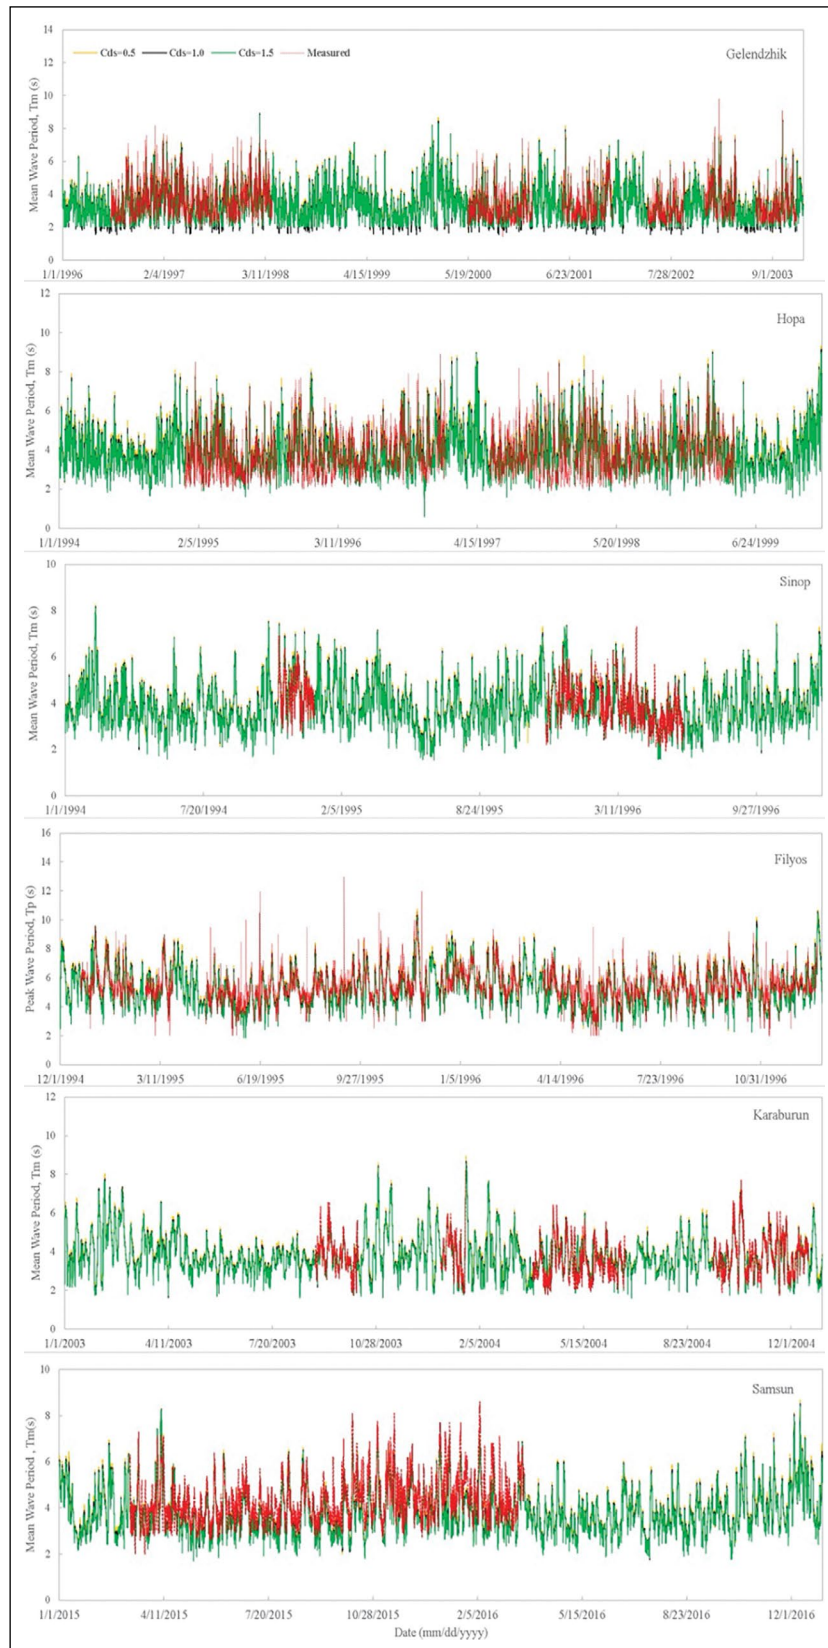 14
Cds=0.5 Cds=1.0 Cds=1.5 Measured
Gelendzhik
12
10
8
6
4
2
0
Mean Wave Period, Tm (s)
1/1/1996 2/4/1997 3/11/1998 4/15/1999 5/19/2000 6/23/2001 7/28/2002 9/1/2003
12
Hopa
10
8
6
4
2
0
Mean Wave Period, Tm (s)
1/1/1994 2/5/1995 3/11/1996 4/15/1997 5/20/1998 6/24/1999
10
Sinop
8
6
4
2
0
Mean Wave Period, Tm (s)
1/1/1994 7/20/1994 2/5/1995 8/24/1995 3/11/1996 9/27/1996
16
Filyos
14
12
10
8
6
4
2
0
Peak Wave Period, Tp (s)
12/1/1994 3/11/1995 6/19/1995 9/27/1995 1/5/1996 4/14/1996 7/23/1996 10/31/1996
12
Karaburun
10
8
6
4
2
0
Mean Wave Period, Tm (s)
1/1/2003 4/11/2003 7/20/2003 10/28/2003 2/5/2004 5/15/2004 8/23/2004 12/1/2004
10
Samsun
8
6
4
2
0
Mean Wave Period , Tm(s)
1/1/2015 4/11/2015 7/20/2015 10/28/2015 2/5/2016 5/15/2016 8/23/2016 12/1/2016
Date (mm/dd/yyyy)